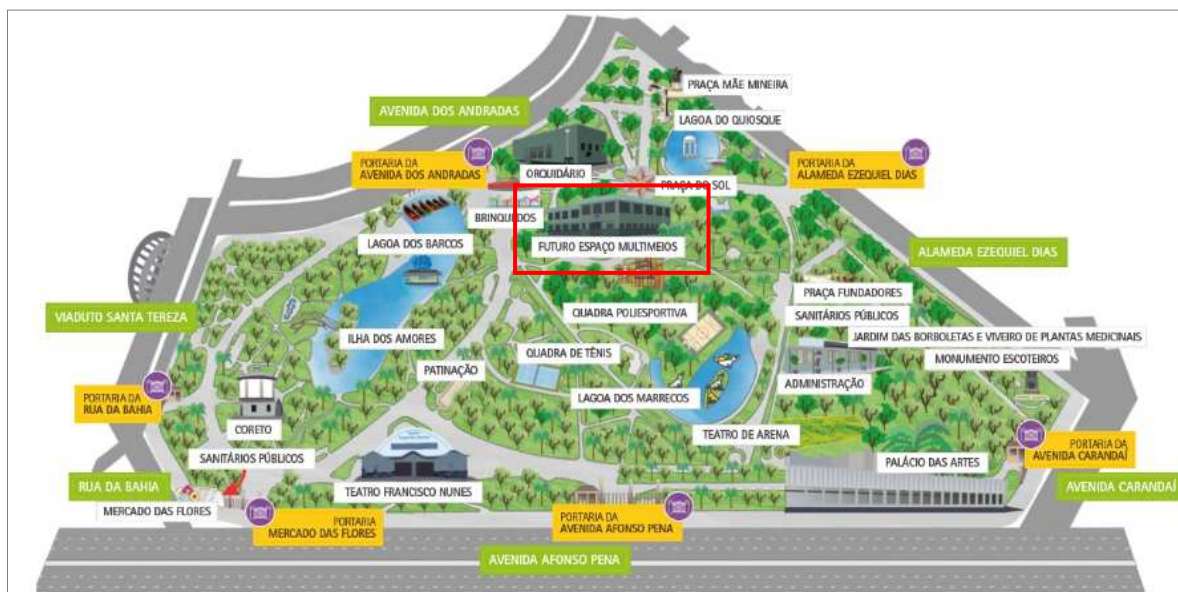 PRAÇA MÃE MINEIRA
AVENIDA DOS ANDRADAS
LAGOA DO QUIOSQUE
PORTARIA DA
AVENIDA DOS ANDRADAS
ORQUIDÁRIO
PRAÇA DO SOL
PORTARIA DA
ALAMEDA EZEQUIEL DIAS
BRINQUEDOS
LAGOA DOS BARCOS
FUTURO ESPAÇO MULTIMEIOS
ALAMEDA EZEQUIEL DIAS
PRAÇA FUNDADORES
VIADUTO SANTA TEREZA
QUADRA POLIESPORTIVA
SANITÁRIOS PÚBLICOS
ILHA DOS AMORES
JARDIM DAS BORBOLETAS E VIVEIRO DE PLANTAS MEDICINAIS
QUADRA DE TÊNIS
MONUMENTO ESCOTEIROS
PATINAÇÃO
ADMINISTRAÇÃO
PORTARIA DA
RUA DA BAHIA
LAGOA DOS MARRECOS
CORETO
TEATRO DE ARENA
PORTARIA DA
AVENIDA CARANDAÍ
SANITÁRIOS PÚBLICOS
PALÁCIO DAS ARTES
RUA DA BAHIA
TEATRO FRANCISCO NUNES
AVENIDA CARANDAÍ
MERCADO DAS FLORES
PORTARIA
MERCADO DAS FLORES
PORTARIA DA
AVENIDA AFONSO PENA
AVENIDA AFONSO PENA